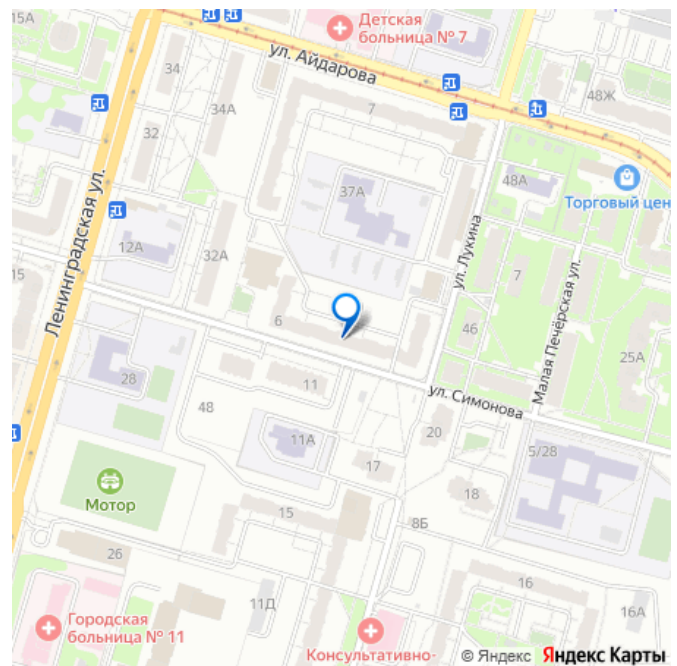 15А
Детская
больница № 7
ул. Айдарова
34
34А
7
48Ж
32
37А
48А
Торговый цен
Ленинградская ул.
12А
32А
ул. Лукина
7
Малая Печёрская ул.
15
6
46
25А
28
11
48
ул. Симонова
11А
20
5/28
17
18
Мотор
15
8Б
26
16
11Д
16А
Городская
больница № 11
Консультативно-
© Яндекс Яндекс Карты